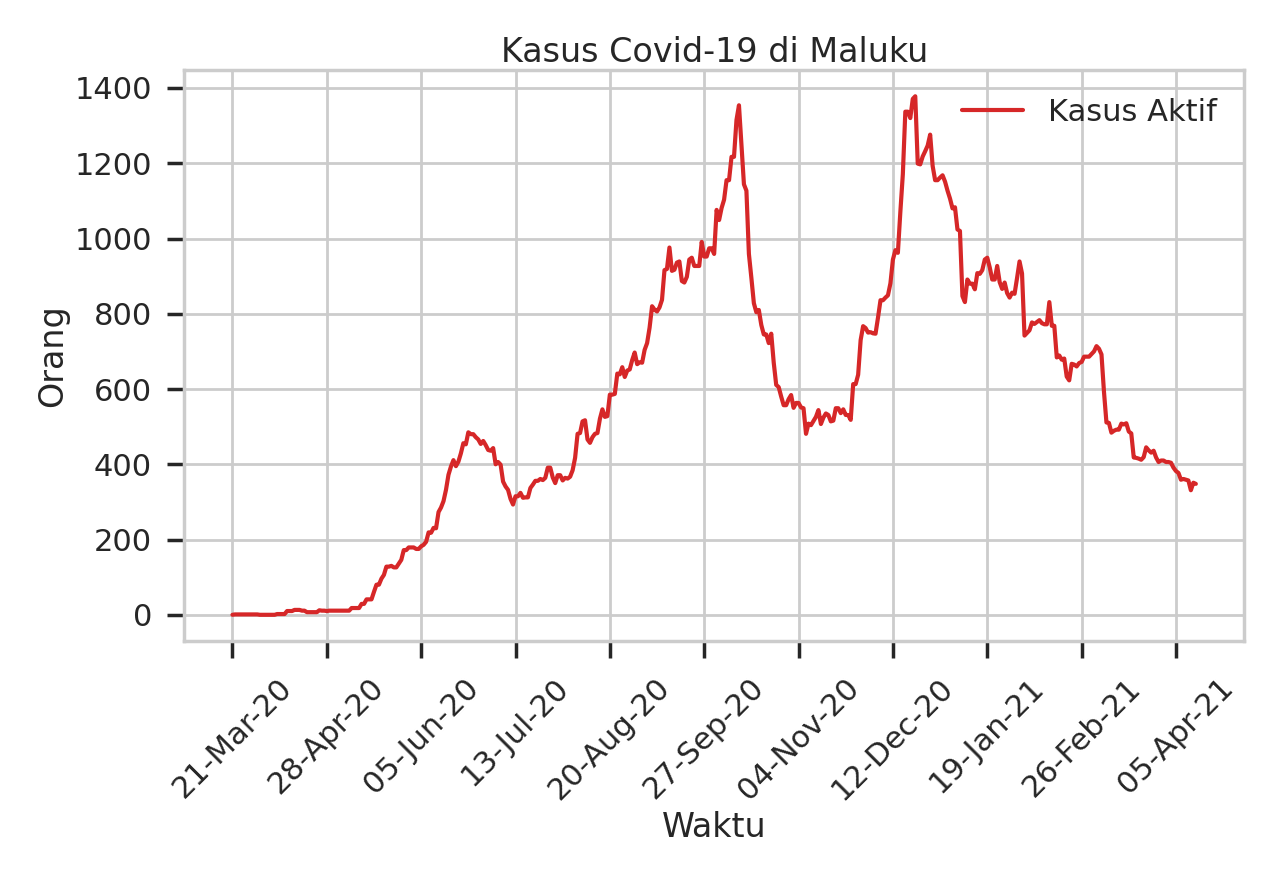 Kasus Covid-19 di Maluku
Kasus Aktif
1400
1200
1000
800
600
400
200
0
Orang
21-Mar-20
28-Apr-20
05-Jun-20
13-Jul-20
20-Aug-20
27-Sep-20
04-Nov-20
12-Dec-20
19-Jan-21
26-Feb-21
05-Apr-21
Waktu